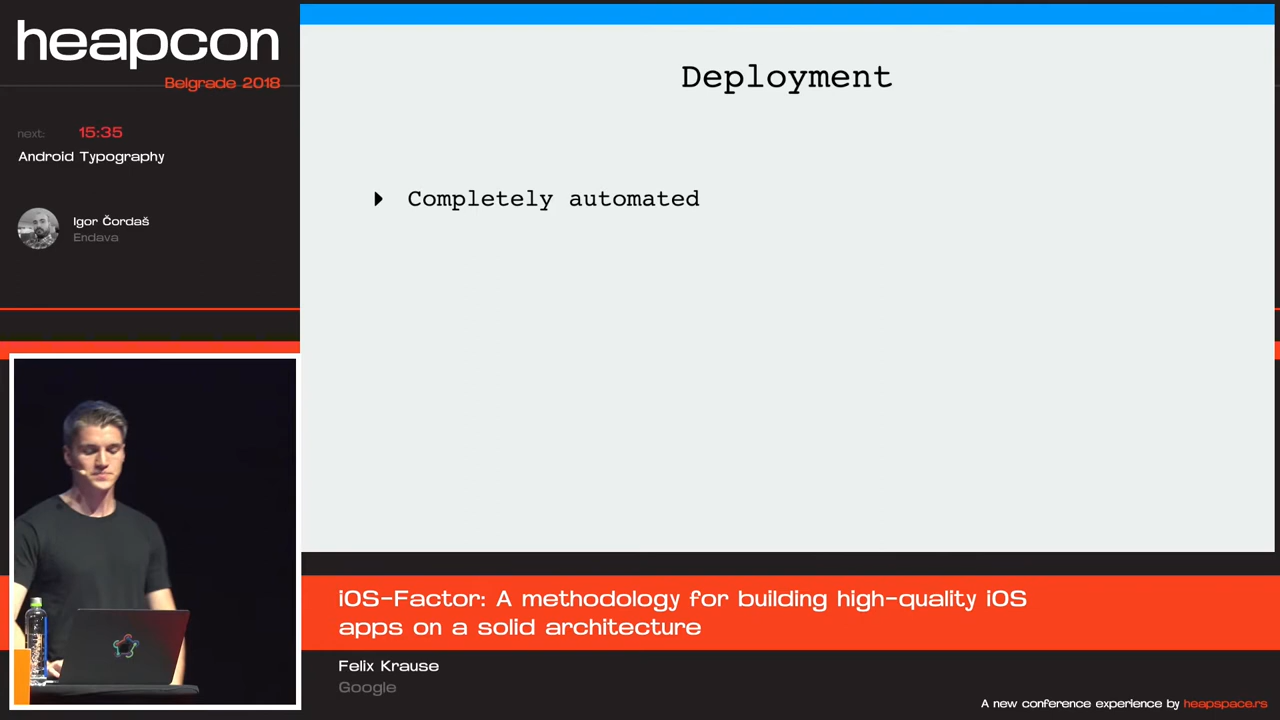 heapcon
Belgrade 2018
next: 15:35
Android Typography
Igor Čordaš
Endava
Deployment
Completely automated
iOS-Factor: A methodology for building high-quality iOS
apps on a solid architecture
Felix Krause
Google
A new conference experience by heapspace.rs